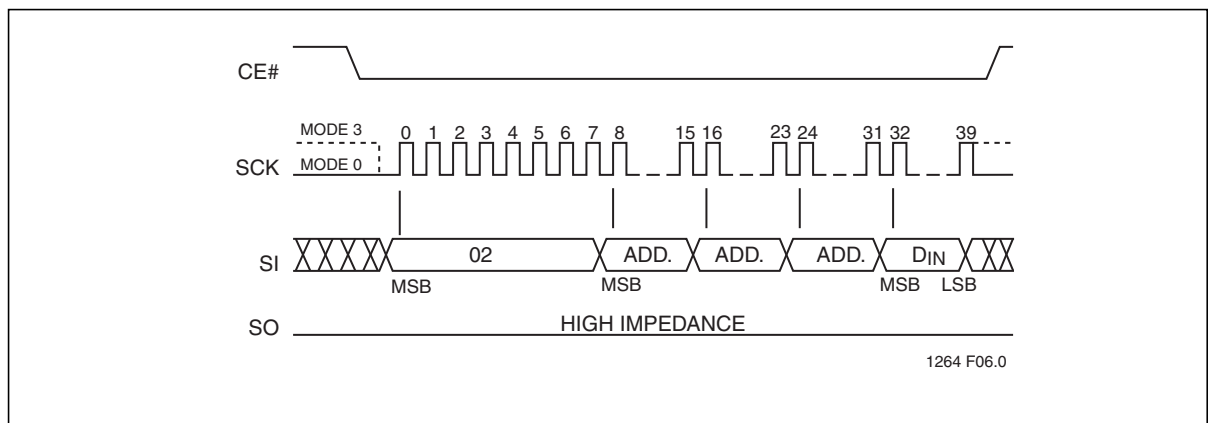 CE#
MODE 3
0 1 2 3 4 5 6 7 8 15 16 23 24 31 32 39
SCK
MODE 0
SI
02
ADD.
ADD.
ADD.
DIN
MSB
MSB
MSB
LSB
SO
HIGH IMPEDANCE
1264 F06.0